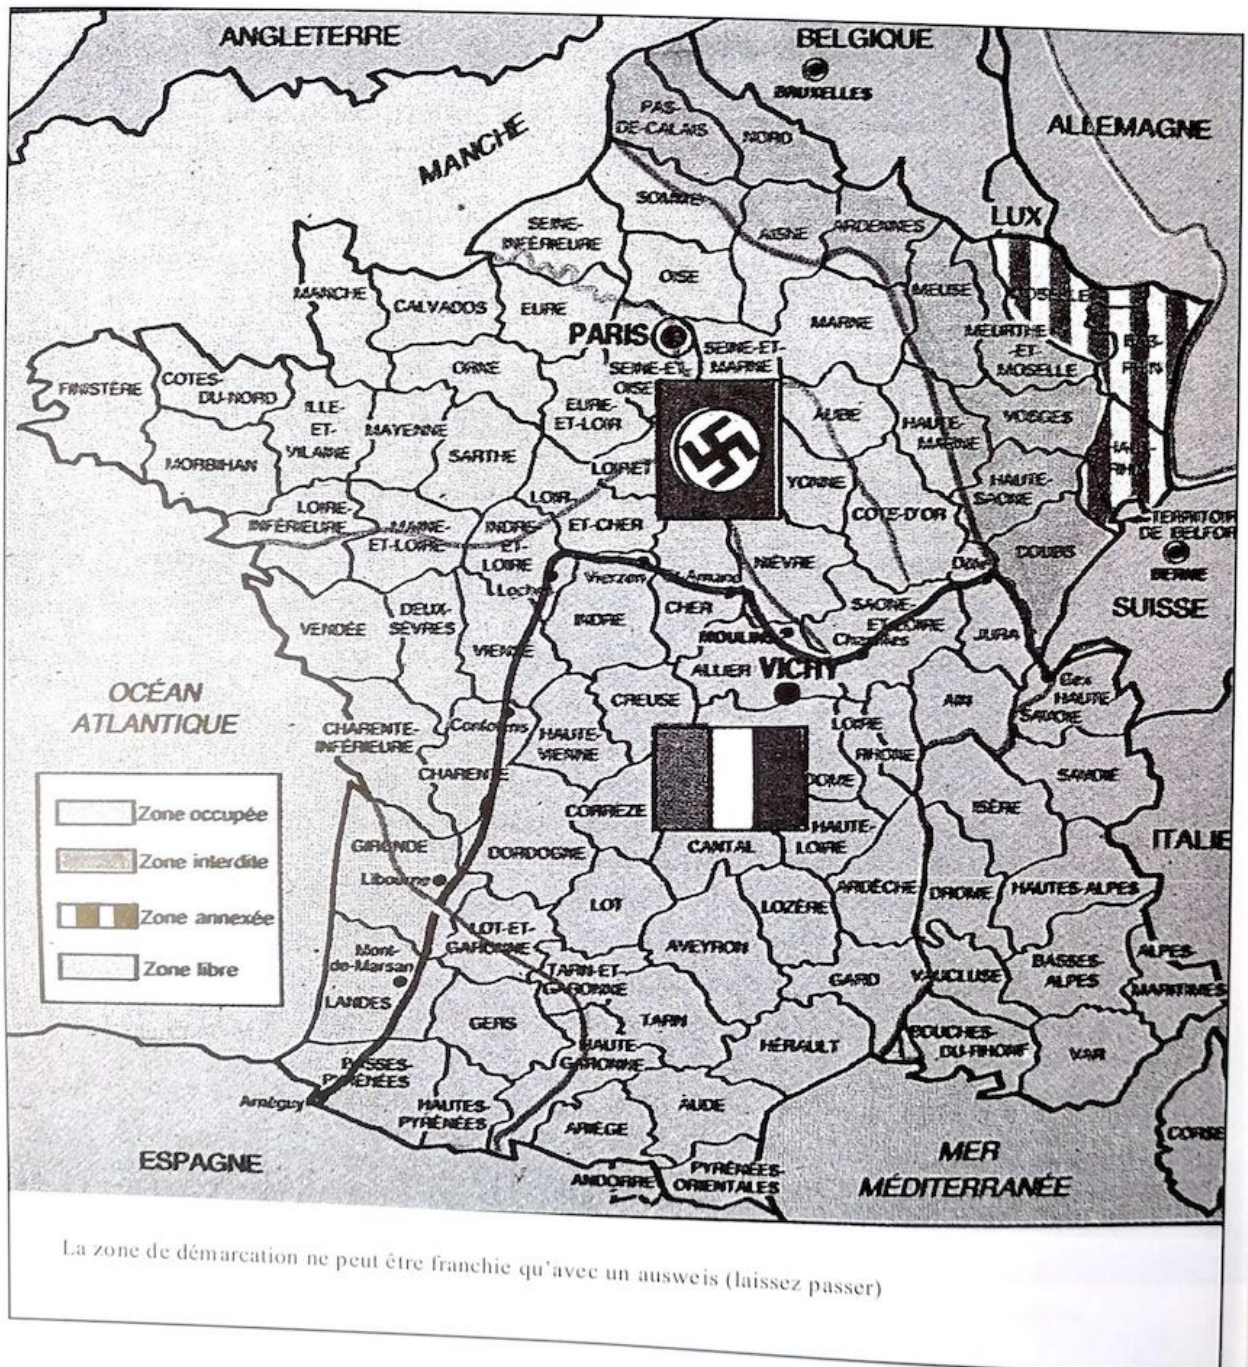 ANGLETERRE
BELGIQUE
BRUXELLES
ALLEMAGNE
MANCHE
PAS-
DE-CALAIS
NORD
LUX
SOMME
AISNE
ARDENNES
SEINE-
INFÉRIEURE
OISE
MANCHE
CALVADOS
EURE
MARNE
MEUSE
MOSELLE
MEURTHE
ET-
MOSELLE
PARIS
SEINE-ET-
MARNE
SEINE-ET-
OISE
ORNE
FINISTÈRE
COTES-
DU-NORD
ILLE-
ET-
VILAINE
MAYENNE
EURE-
ET-LOIR
AUBE
HAUTE-
MARNE
VOSGES
MORBIHAN
SARTHE
LOIRET
YONNE
HAUTE-
SAONE
LOIRE-
INFÉRIEURE
MAINE-
ET-LOIRE
INDRE-
ET-
LOIRE
LOIR
ET-CHER
COTE-D'OR
TERRITOIR
DE BELFOR
DOUBS
BERNE
SUISSE
NIÈVRE
Vierzon
St-Amand
Loches
VENDÉE
DEUX-
SÈVRES
VIENNE
INDRE
CHER
MOULINS
SAONE-
ET-LOIRE
JURA
ALLIER
VICHY
Gex
HAUTE
SAVOIE
OCÉAN
ATLANTIQUE
CREUSE
AIN
CHARENTE-
INFÉRIEURE
HAUTE-
VIENNE
LOIRE
RHONE
CHARENTE
DOME
SAVOIE
Zone occupée
Zone interdite
Zone annexée
Zone libre
CORREZE
ISÈRE
ITALIE
GIRONDE
DORDOGNE
CANTAL
HAUTE-
LOIRE
Libourne
LOT
LOZÈRE
ARDÈCHE
DROME
HAUTES-ALPES
LOT-ET-
GARONNE
AVEYRON
Mont-
de-Marsan
TARN-ET-
GARONNE
GARD
VAUCLUSE
BASSES-
ALPES
ALPES-
MARITIMES
LANDES
GERS
TARN
HAUTE-
GARONNE
HÉRAULT
BOUCHES-
DU-RHONE
VAR
BASSES-
PYRÉNÉES
Arnéguy
HAUTES-
PYRÉNÉES
ARIÈGE
AUDE
CORSE
ESPAGNE
ANDORRE
PYRÉNÉES-
ORIENTALES
MER
MÉDITERRANÉE
La zone de démarcation ne peut être franchie qu'avec un ausweis (laissez passer)